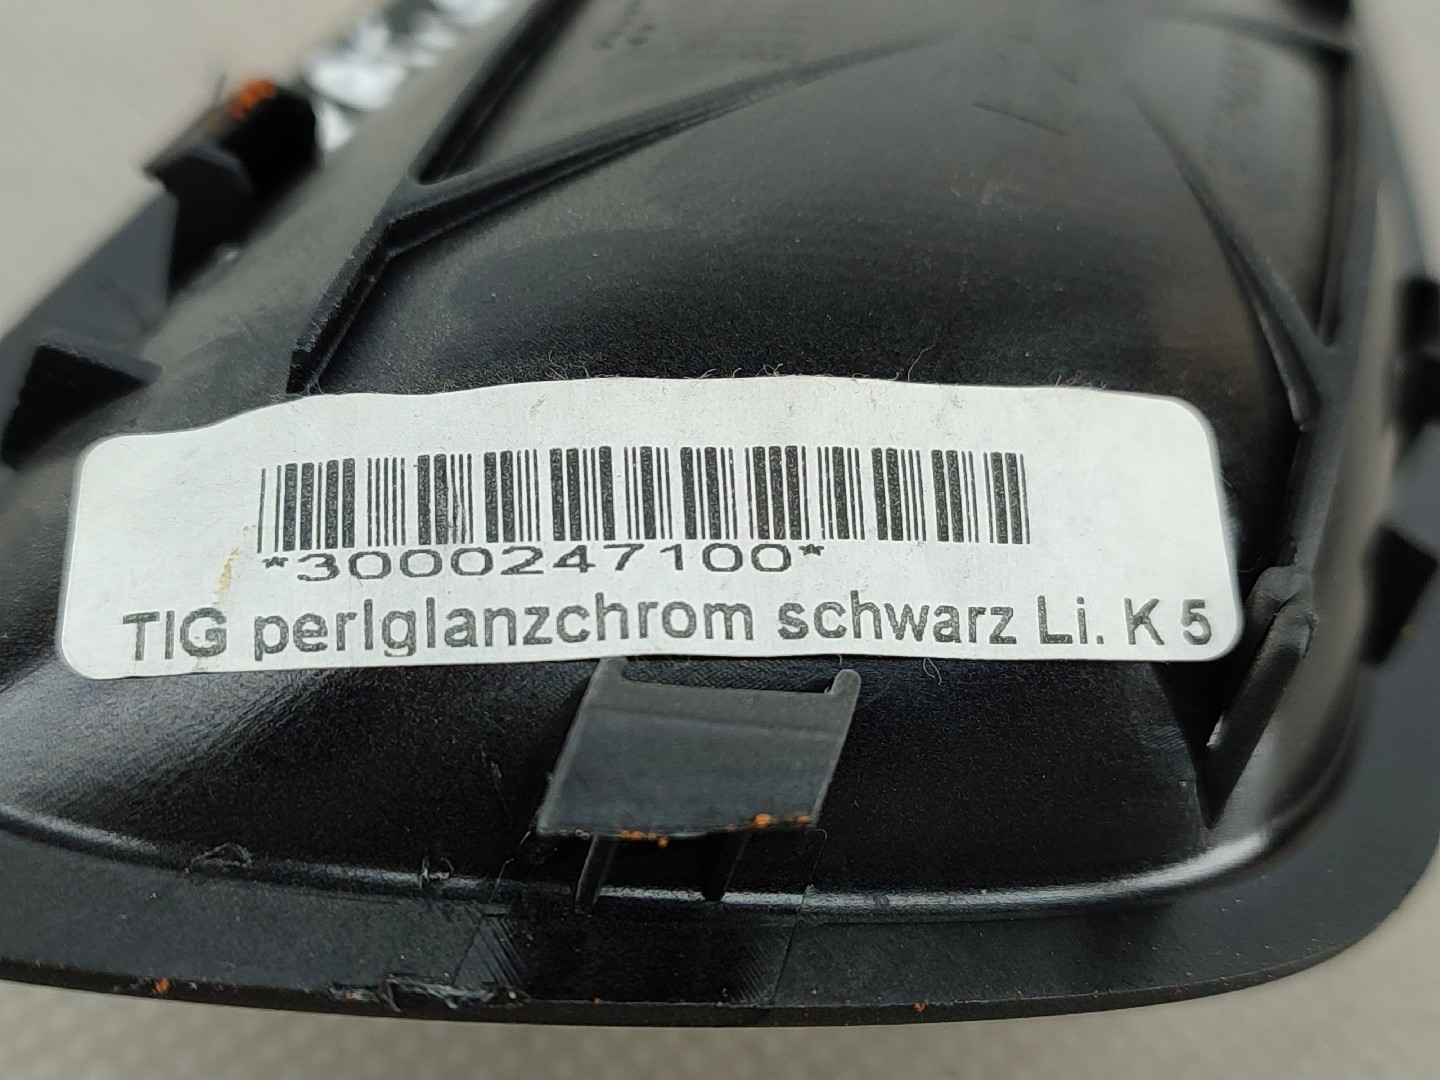 *3000247100*
TIG perlglanzchrom schwarz Li. K 5